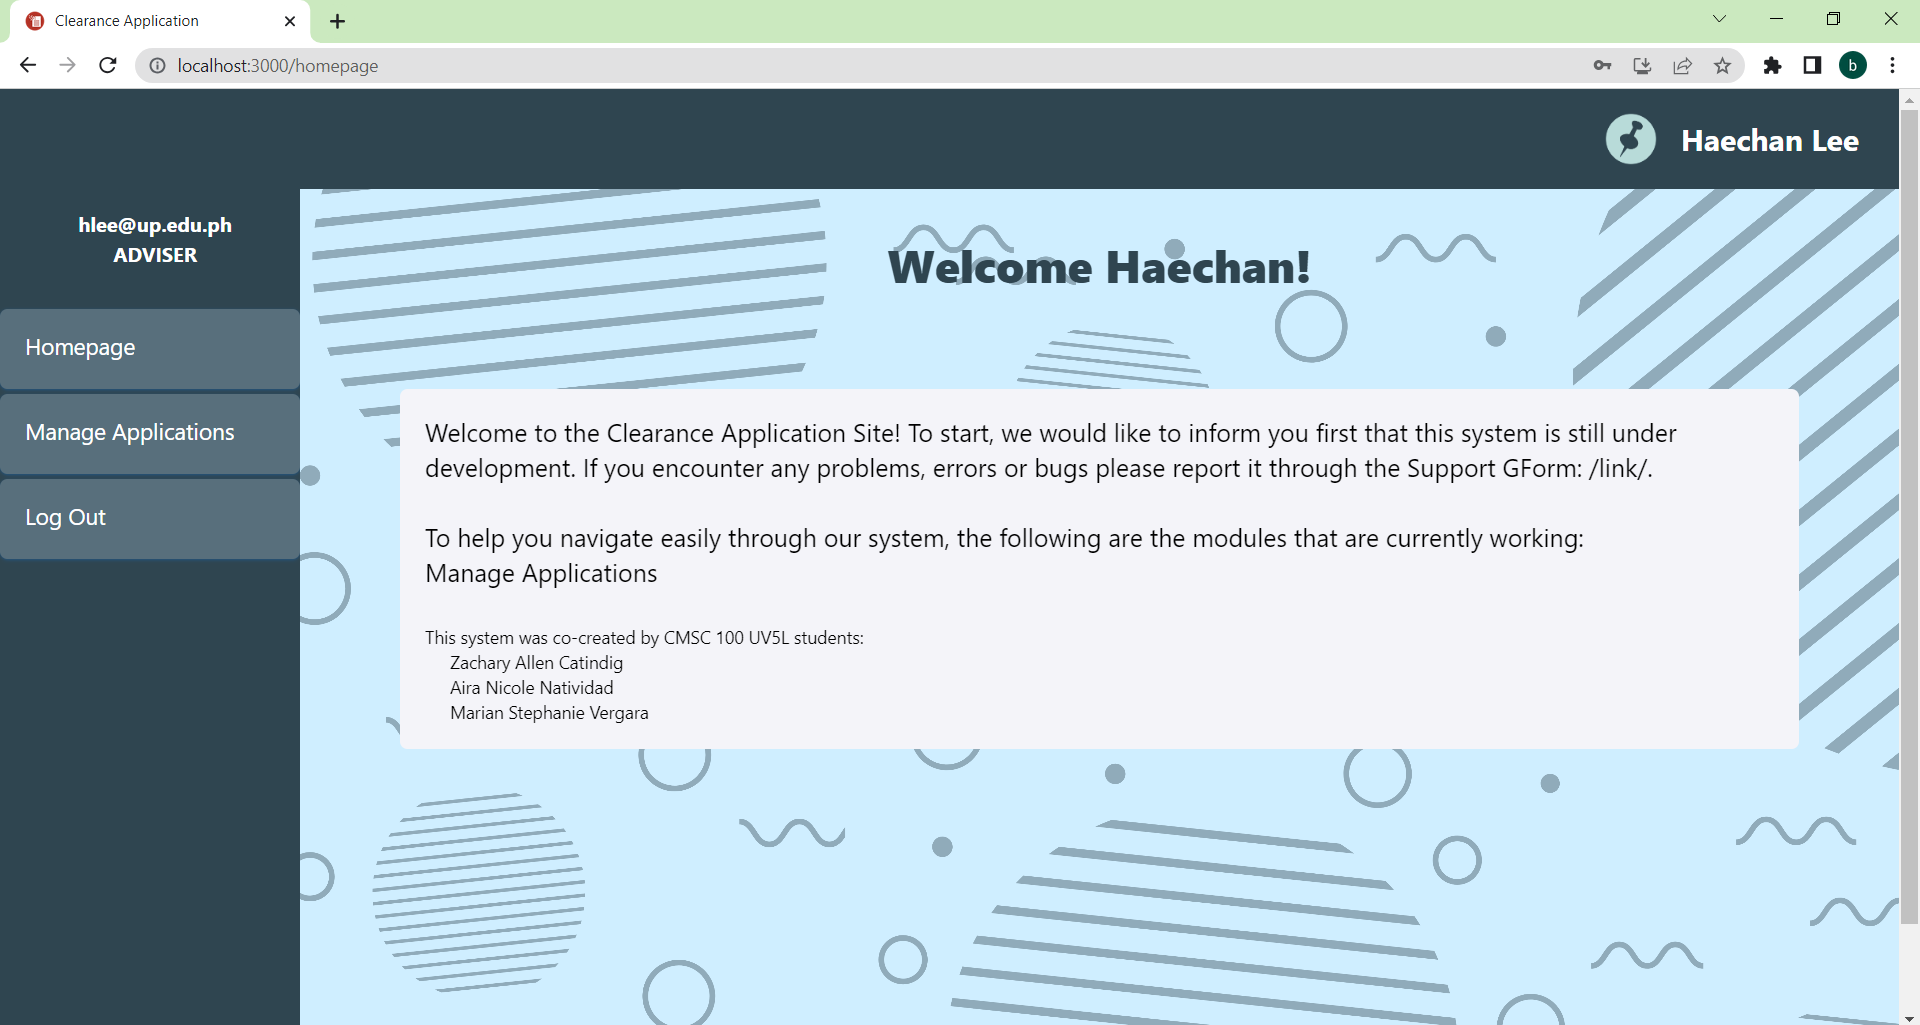 Clearance Application
localhost:3000/homepage
b
Haechan Lee
hlee@up.edu.ph
ADVISER
Homepage
Manage Applications
Log Out
Welcome Haechan!
Welcome to the Clearance Application Site! To start, we would like to inform you first that this system is still under
development. If you encounter any problems, errors or bugs please report it through the Support GForm: /link/.
To help you navigate easily through our system, the following are the modules that are currently working:
Manage Applications
This system was co-created by CMSC 100 UV5L students:
Zachary Allen Catindig
Aira Nicole Natividad
Marian Stephanie Vergara